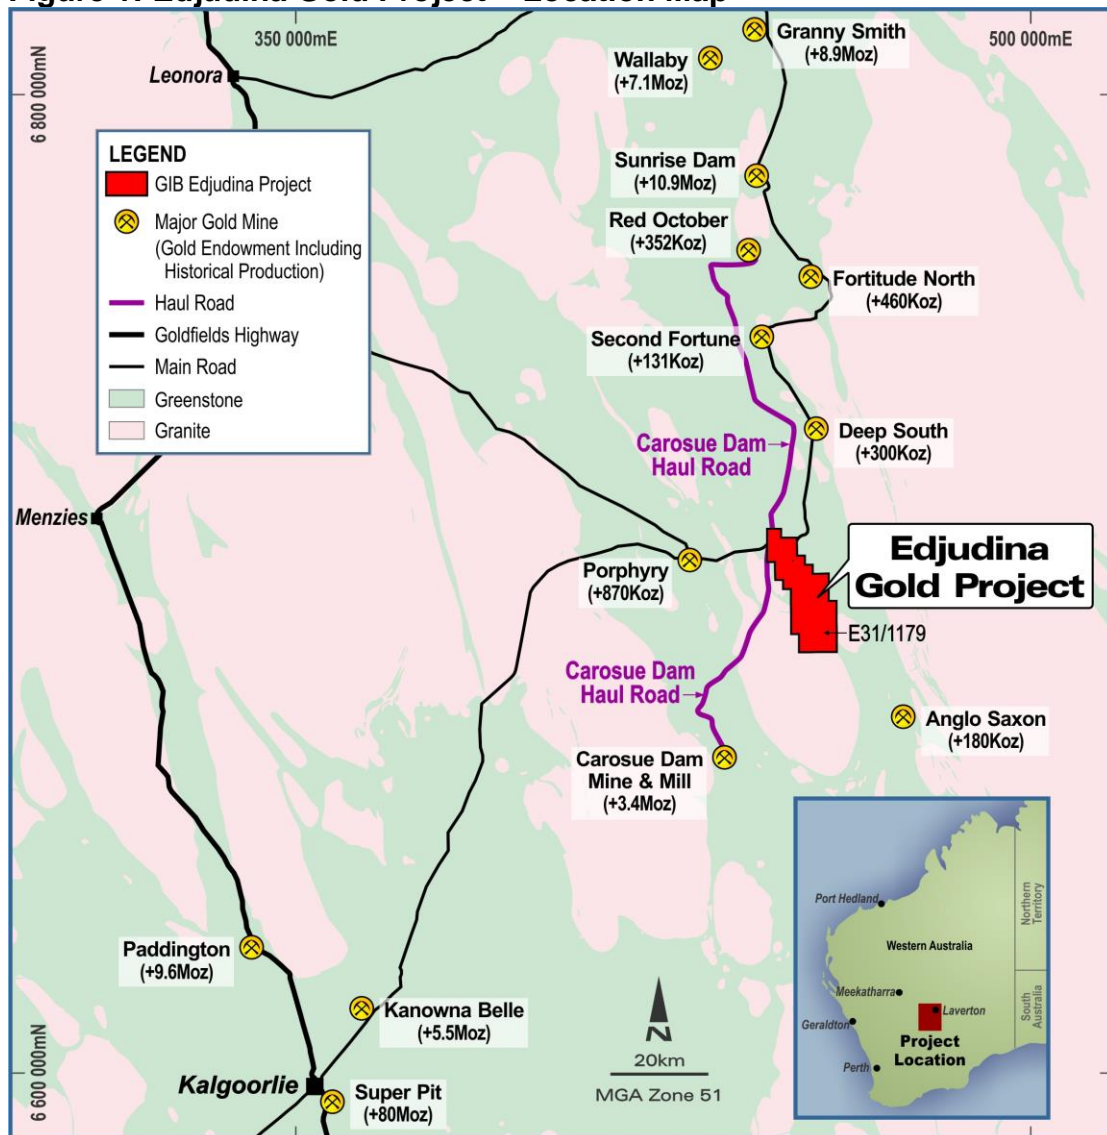 Figure 1: Edjudina Gold Project – Location Map
350 000mE
500 000mE
6 800 000mN
6 600 000mN
Leonora
Wallaby
(+7.1Moz)
Granny Smith
(+8.9Moz)
LEGEND
GIB Edjudina Project
Major Gold Mine
(Gold Endowment Including
Historical Production)
Haul Road
Goldfields Highway
Main Road
Greenstone
Granite
Sunrise Dam
(+10.9Moz)
Red October
(+352Koz)
Fortitude North
(+460Koz)
Second Fortune
(+131Koz)
Carosue Dam
Haul Road
Deep South
(+300Koz)
Menzies
Porphyry
(+870Koz)
Edjudina
Gold Project
E31/1179
Carosue Dam
Haul Road
Anglo Saxon
(+180Koz)
Carosue Dam
Mine & Mill
(+3.4Moz)
Paddington
(+9.6Moz)
Kanowna Belle
(+5.5Moz)
Kalgoorlie
Super Pit
(+80Moz)
N
20km
MGA Zone 51
Port Hedland
Northern
Territory
Western Australia
Meekatharra
Laverton
South
Australia
Geraldton
Project
Location
Perth